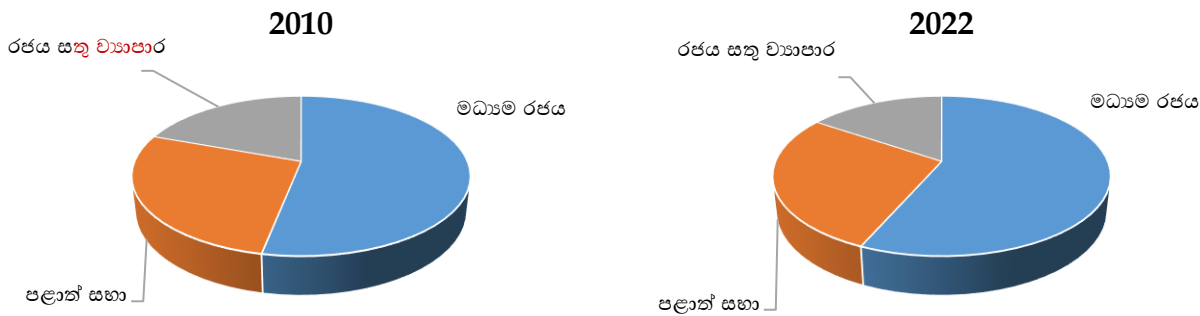 2010
රජය සතු ව්‍යාපාර
මධ්‍යම රජය
පළාත් සභා
2022
රජය සතු ව්‍යාපාර
මධ්‍යම රජය
පළාත් සභා